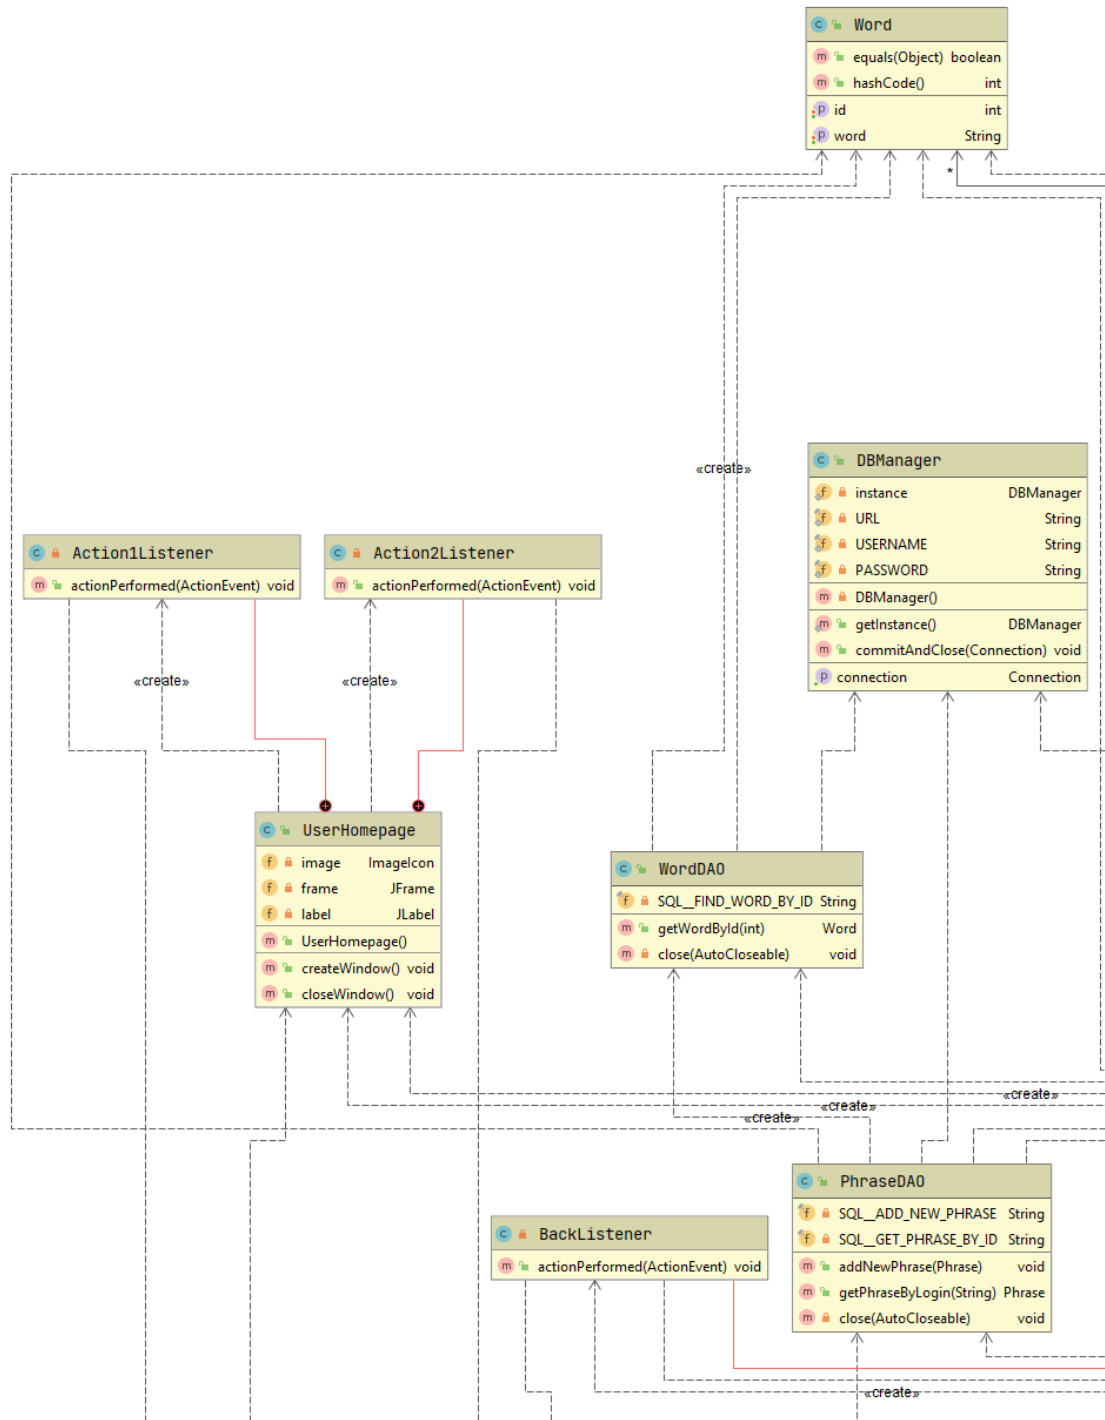 Word
equals(Object) boolean
hashCode() int
id int
word String
*
«create»
DBManager
instance DBManager
URL String
USERNAME String
PASSWORD String
DBManager()
getInstance() DBManager
commitAndClose(Connection) void
connection Connection
Action1Listener
actionPerformed(ActionEvent) void
Action2Listener
actionPerformed(ActionEvent) void
«create»
«create»
UserHomepage
image ImageIcon
frame JFrame
label JLabel
UserHomepage()
createWindow() void
closeWindow() void
WordDAO
SQL__FIND_WORD_BY_ID String
getWordById(int) Word
close(AutoCloseable) void
«create»
«create»
«create»
PhraseDAO
SQL__ADD_NEW_PHRASE String
SQL__GET_PHRASE_BY_ID String
addNewPhrase(Phrase) void
getPhraseByLogin(String) Phrase
close(AutoCloseable) void
BackListener
actionPerformed(ActionEvent) void
«create»